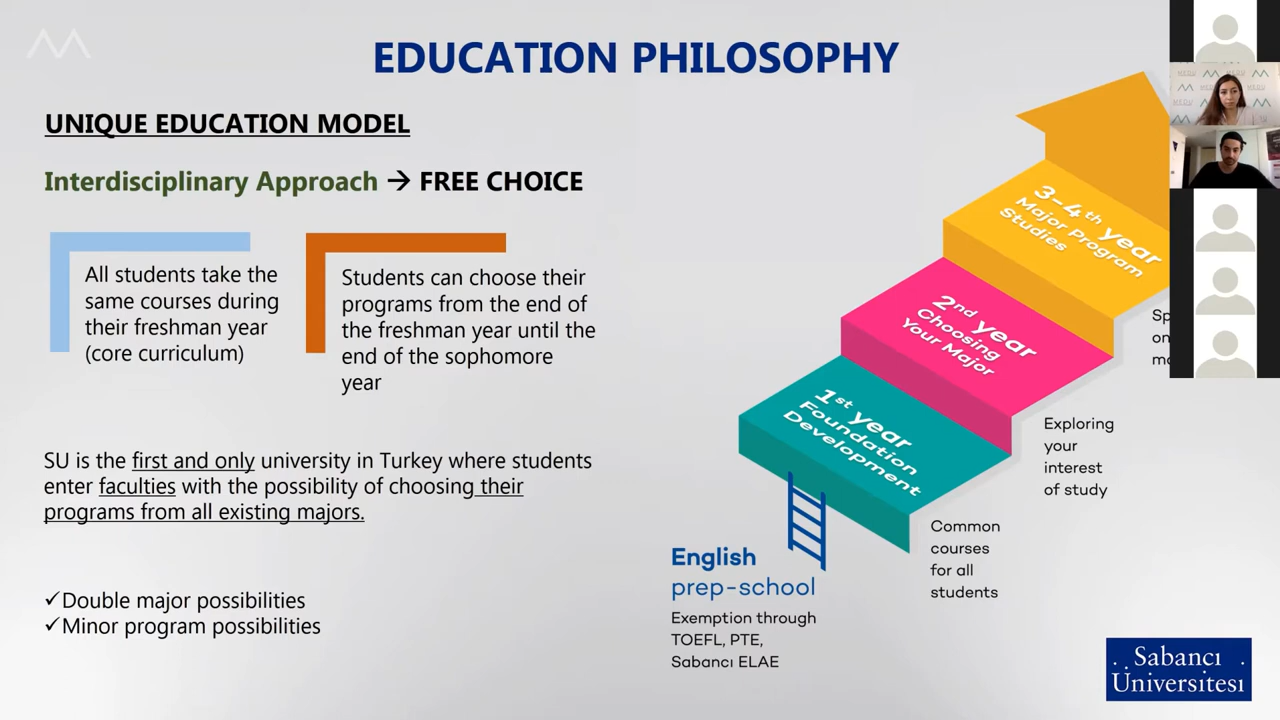 EDUCATION PHILOSOPHY
UNIQUE EDUCATION MODEL
Interdisciplinary Approach → FREE CHOICE
All students take the
same courses during
their freshman year
(core curriculum)
Students can choose their
programs from the end of
the freshman year until the
end of the sophomore
year
SU is the first and only university in Turkey where students
enter faculties with the possibility of choosing their
programs from all existing majors.
✓Double major possibilities
✓Minor program possibilities
3-4th year
Major Program
Studies
2nd year
Choosing
Your Major
Exploring
your
interest
of study
1st year
Foundation
Development
Common
courses
for all
students
English
prep-school
Exemption through
TOEFL, PTE,
Sabancı ELAE
Sabancı
Üniversitesi